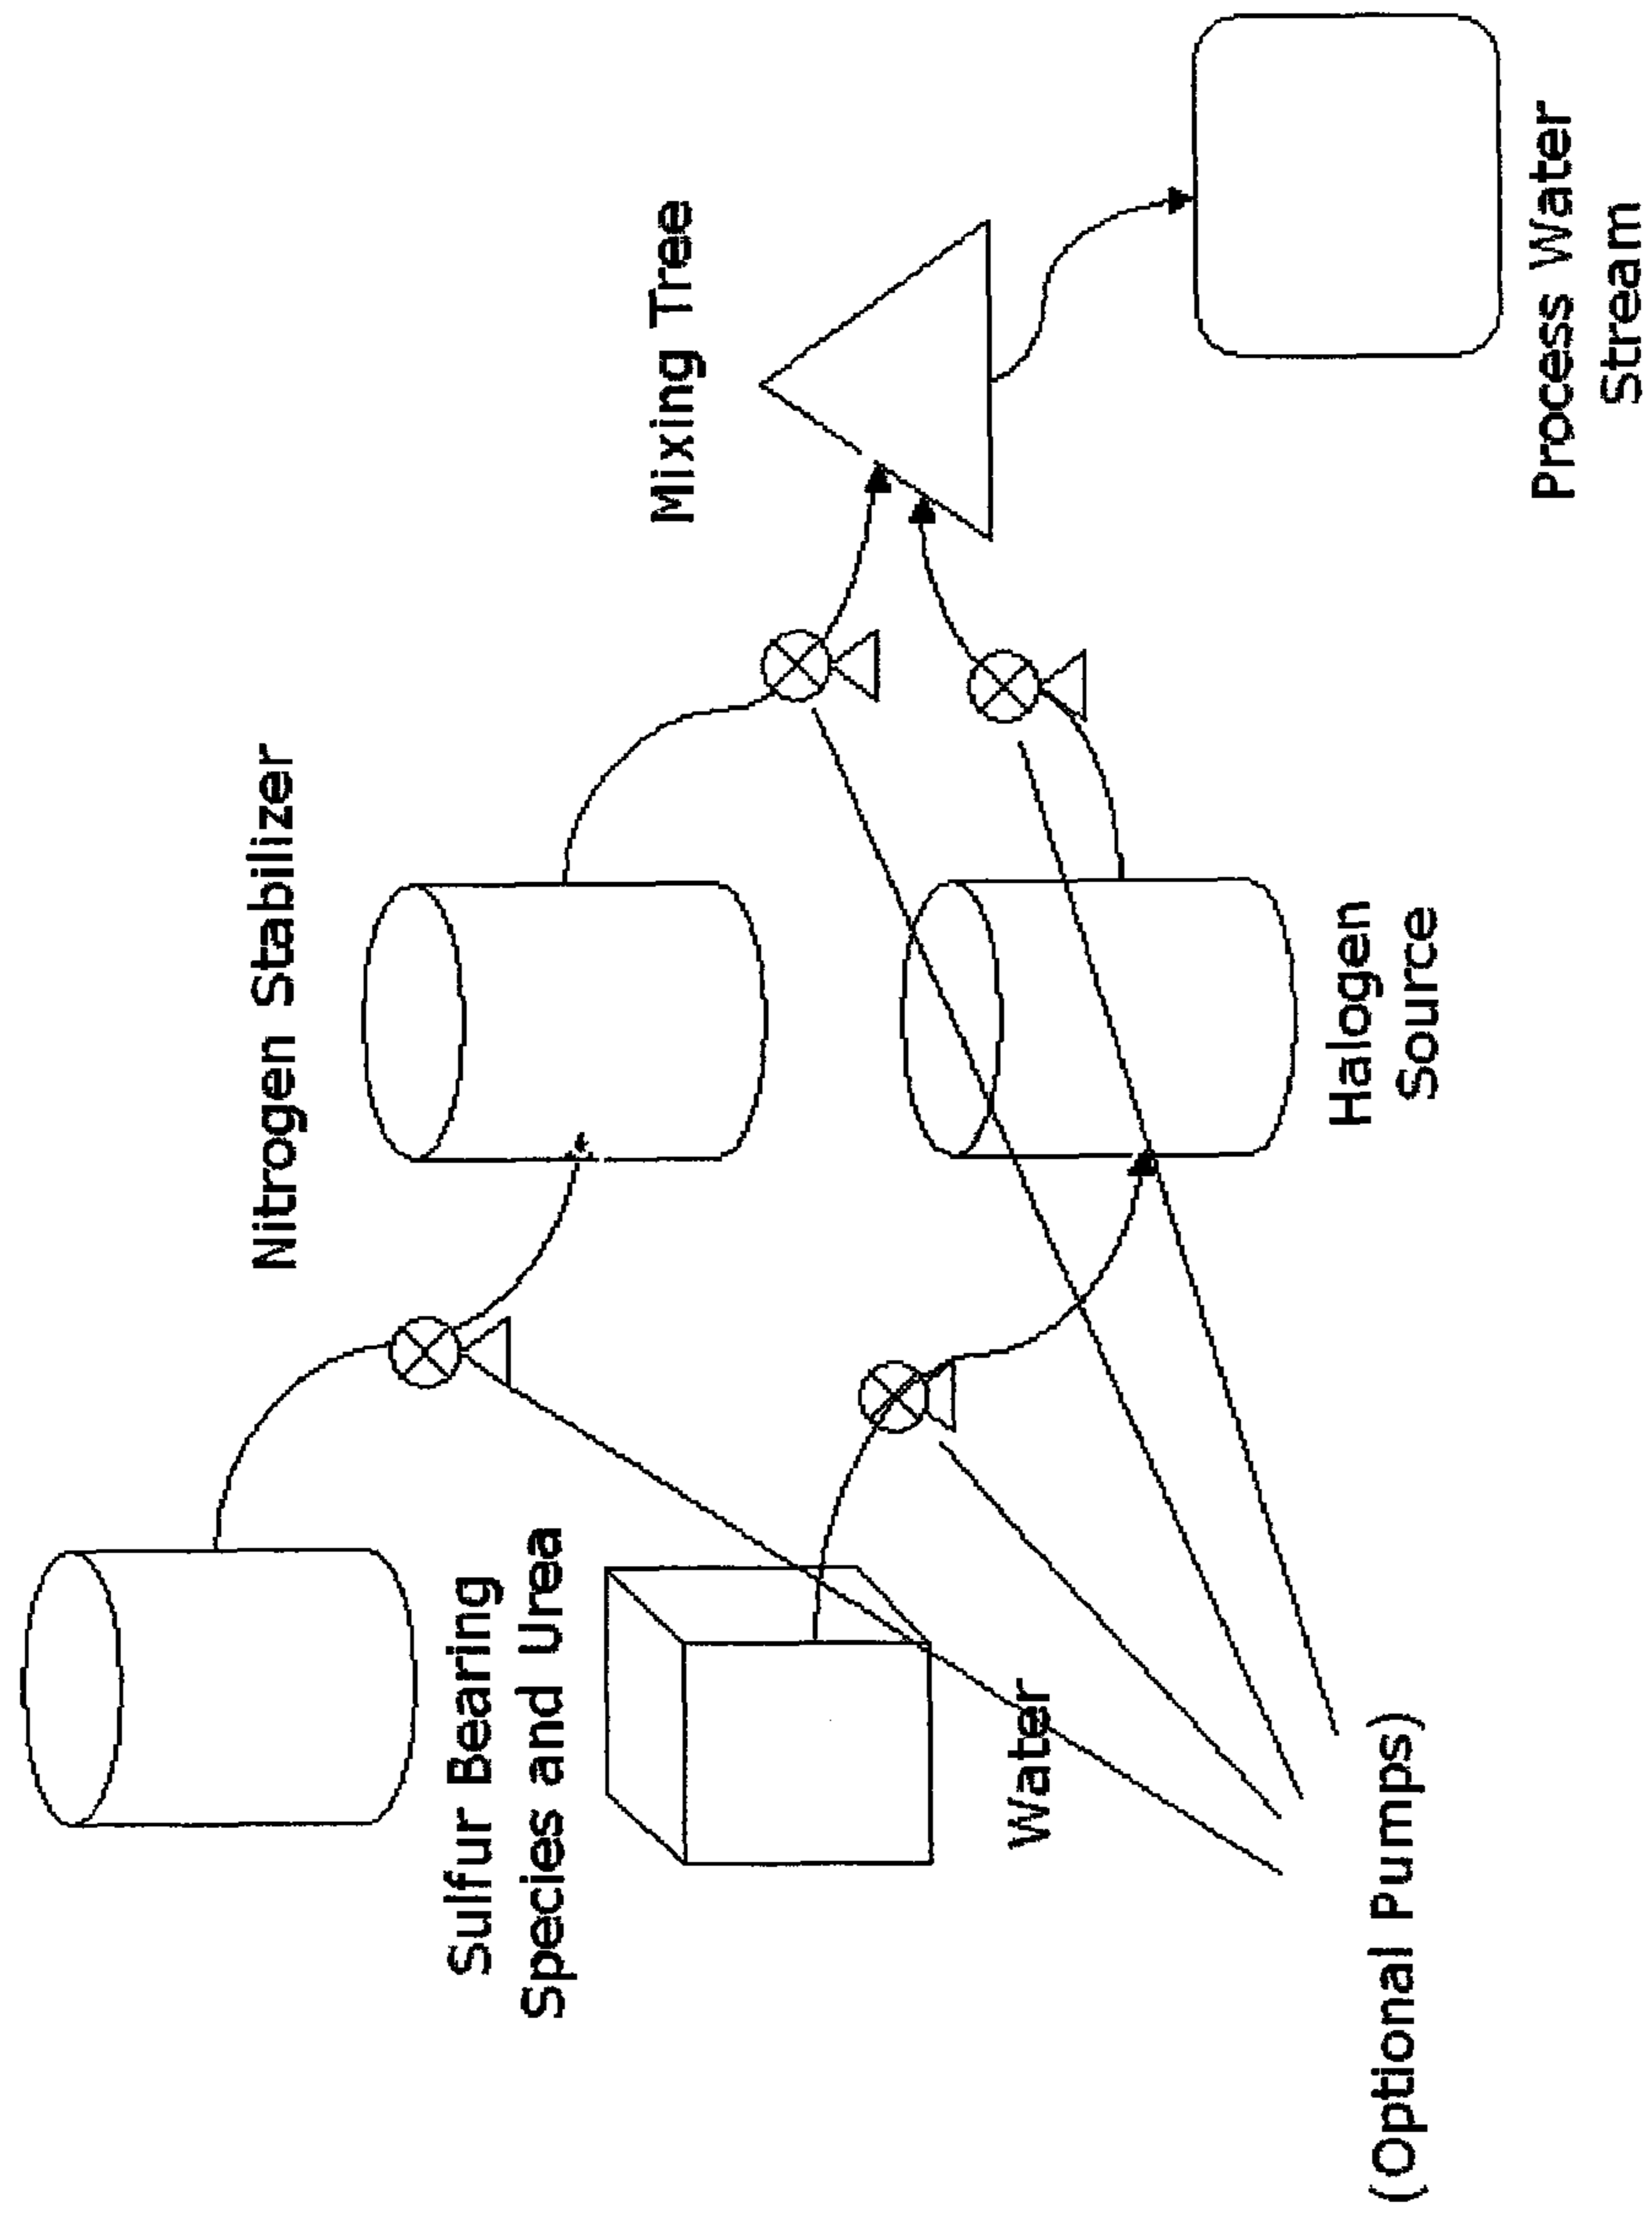 Sulfur Bearing
Species and Urea
Nitrogen Stabilizer
Mixing Tree
Water
Halogen
Source
Process Water
Stream
(Optional Pumps)